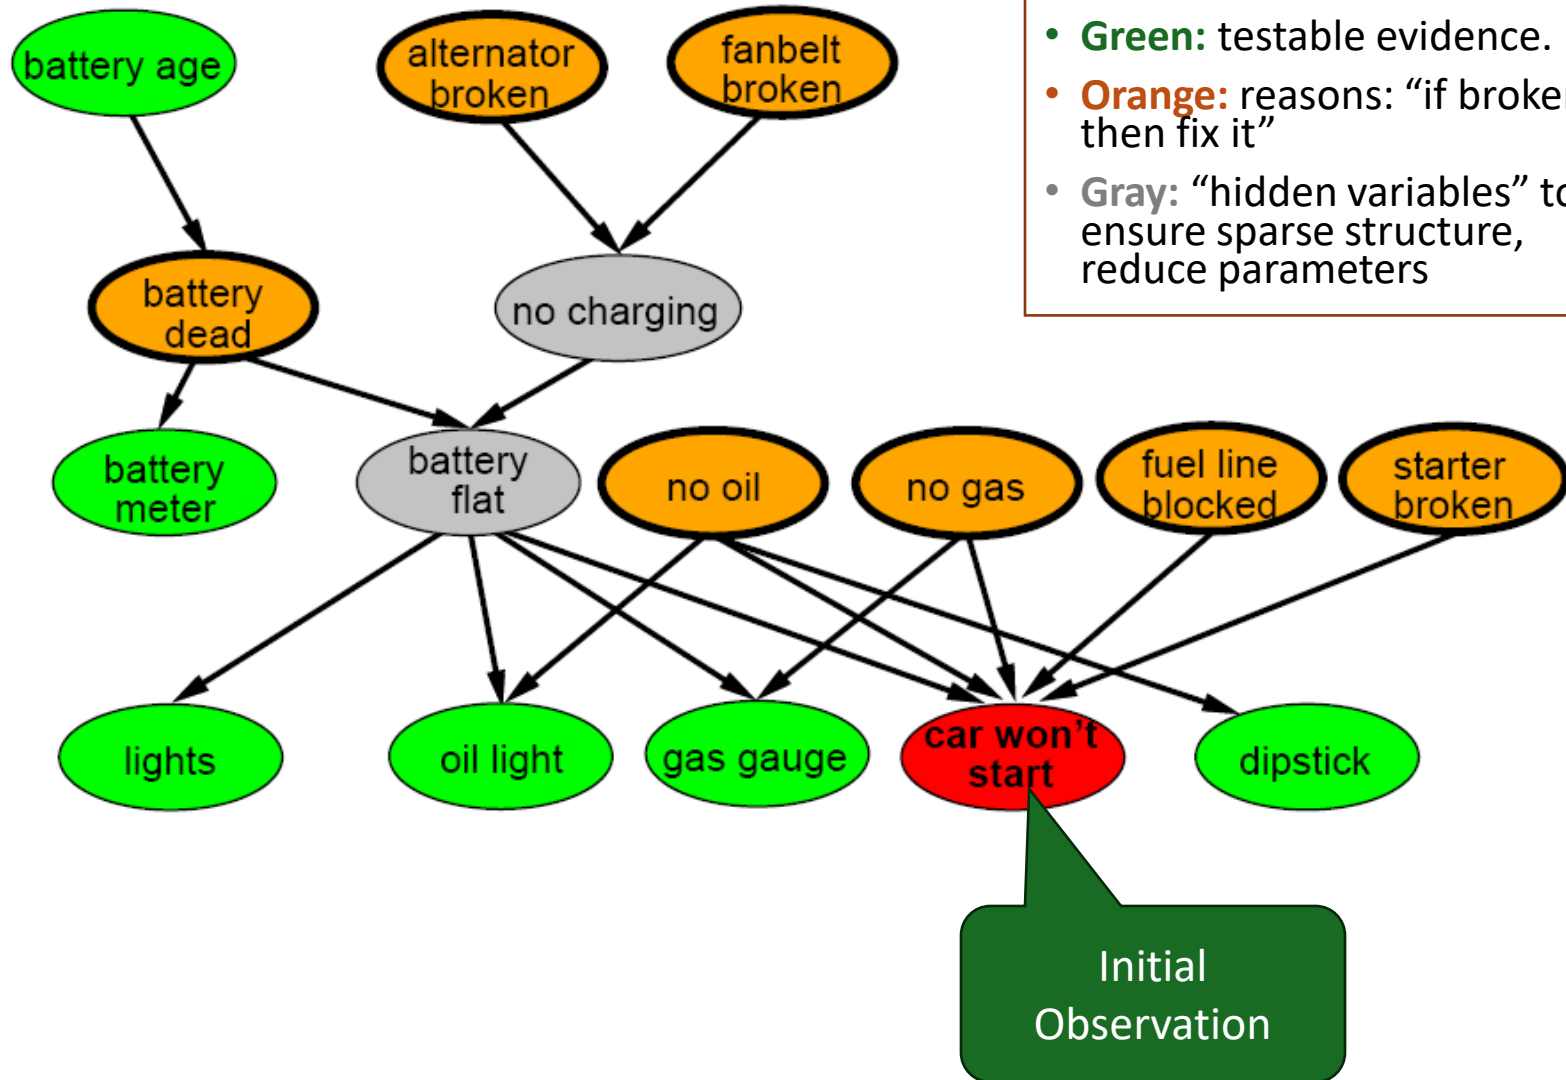 battery age
alternator
broken
fanbelt
broken
• Green: testable evidence.
• Orange: reasons: “if broken
then fix it”
• Gray: “hidden variables” to
ensure sparse structure,
reduce parameters
battery
dead
no charging
battery
meter
battery
flat
no oil
no gas
fuel line
blocked
starter
broken
lights
oil light
gas gauge
car won't
start
dipstick
Initial
Observation